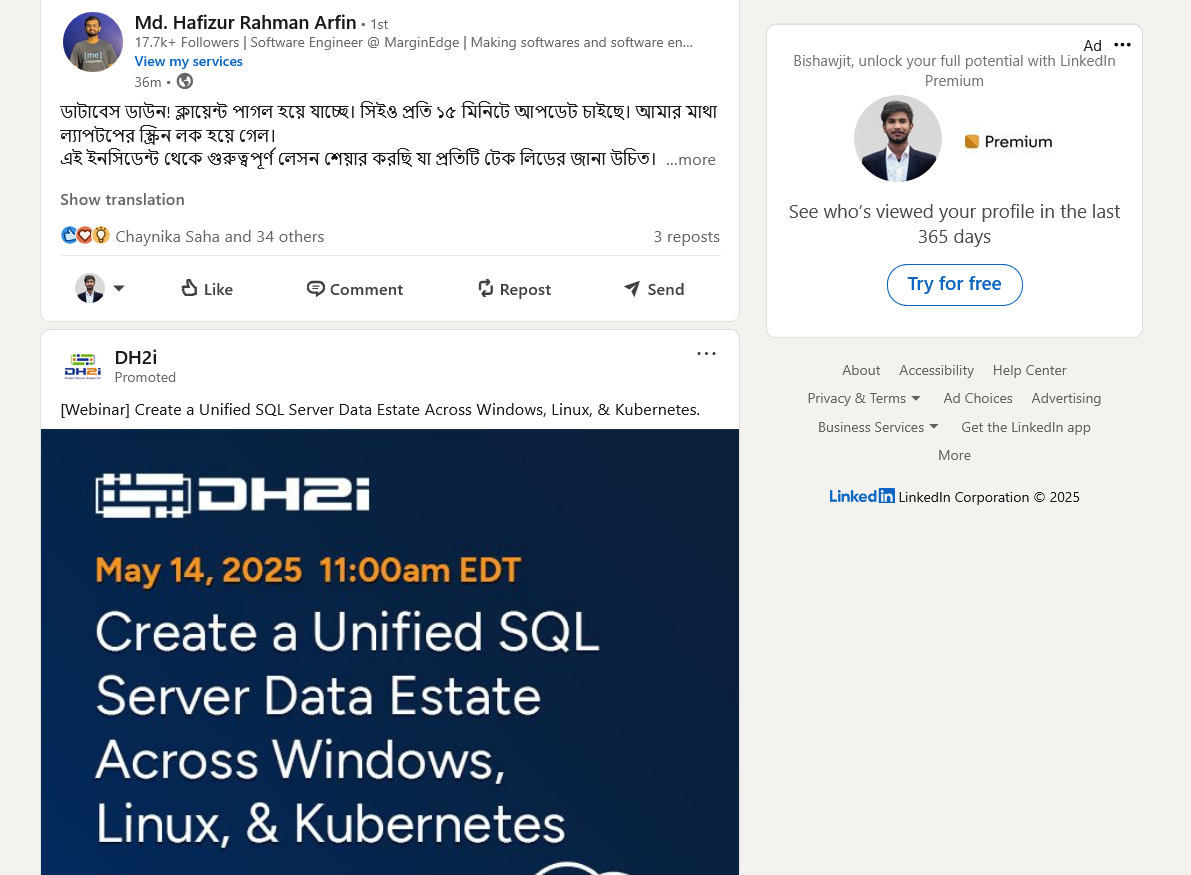 Md. Hafizur Rahman Arfin • 1st
17.7k+ Followers | Software Engineer @ MarginEdge | Making softwares and software en...
View my services
36m •
ডাটাবেস ডাউন! ক্লায়েন্ট পাগল হয়ে যাচ্ছে। সিইও প্রতি ১৫ মিনিটে আপডেট চাইছে। আমার মাথা
ল্যাপটপের স্ক্রিন লক হয়ে গেল।
এই ইনসিডেন্ট থেকে গুরুত্বপূর্ণ লেসন শেয়ার করছি যা প্রতিটি টেক লিডের জানা উচিত। ...more
Show translation
Chaynika Saha and 34 others
3 reposts
Like
Comment
Repost
Send
DH2i
Promoted
[Webinar] Create a Unified SQL Server Data Estate Across Windows, Linux, & Kubernetes.
DH2i
May 14, 2025 11:00am EDT
Create a Unified SQL
Server Data Estate
Across Windows,
Linux, & Kubernetes
Ad
Bishawjit, unlock your full potential with LinkedIn
Premium
Premium
See who’s viewed your profile in the last
365 days
Try for free
About Accessibility Help Center
Privacy & Terms Ad Choices Advertising
Business Services Get the LinkedIn app
More
LinkedIn LinkedIn Corporation © 2025